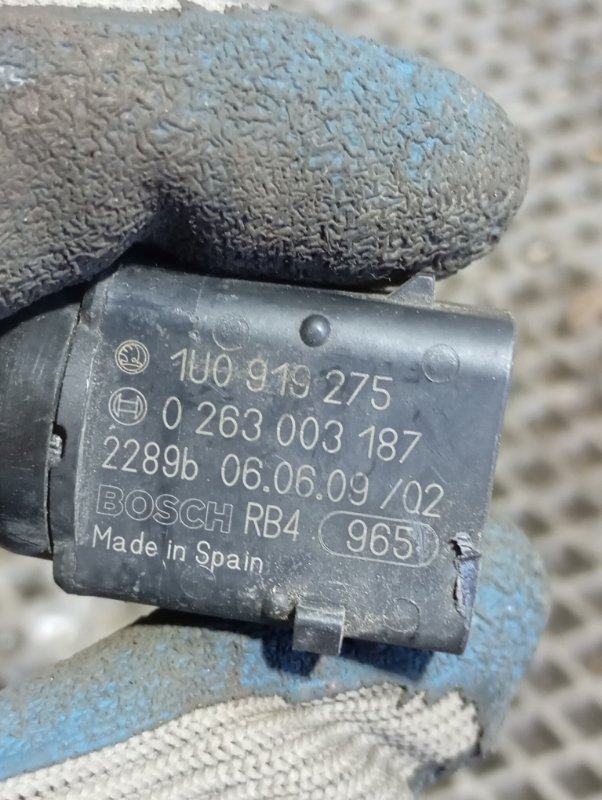 1U0 919 275
0 263 003 187
2289b 06.06.09 /02
BOSCH RB4 965
Made in Spain